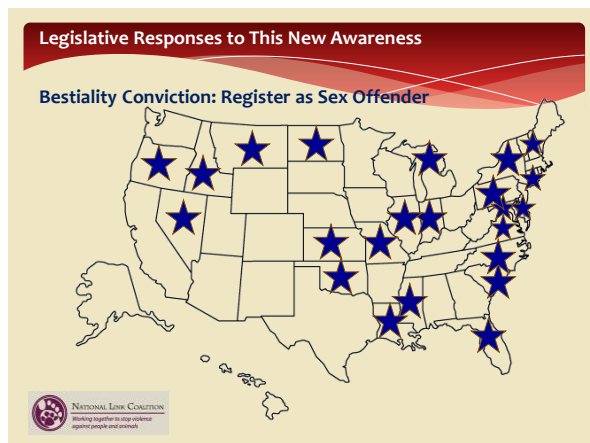 Legislative Responses to This New Awareness
Bestiality Conviction: Register as Sex Offender
NATIONAL LINK COALITION
Working together to stop violence
against people and animals